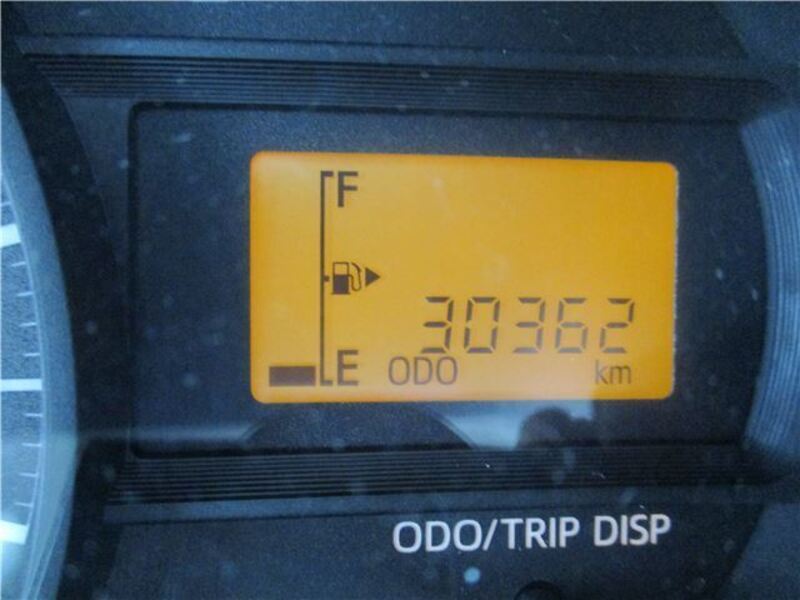 F
30362
E ODO km
ODO/TRIP DISP